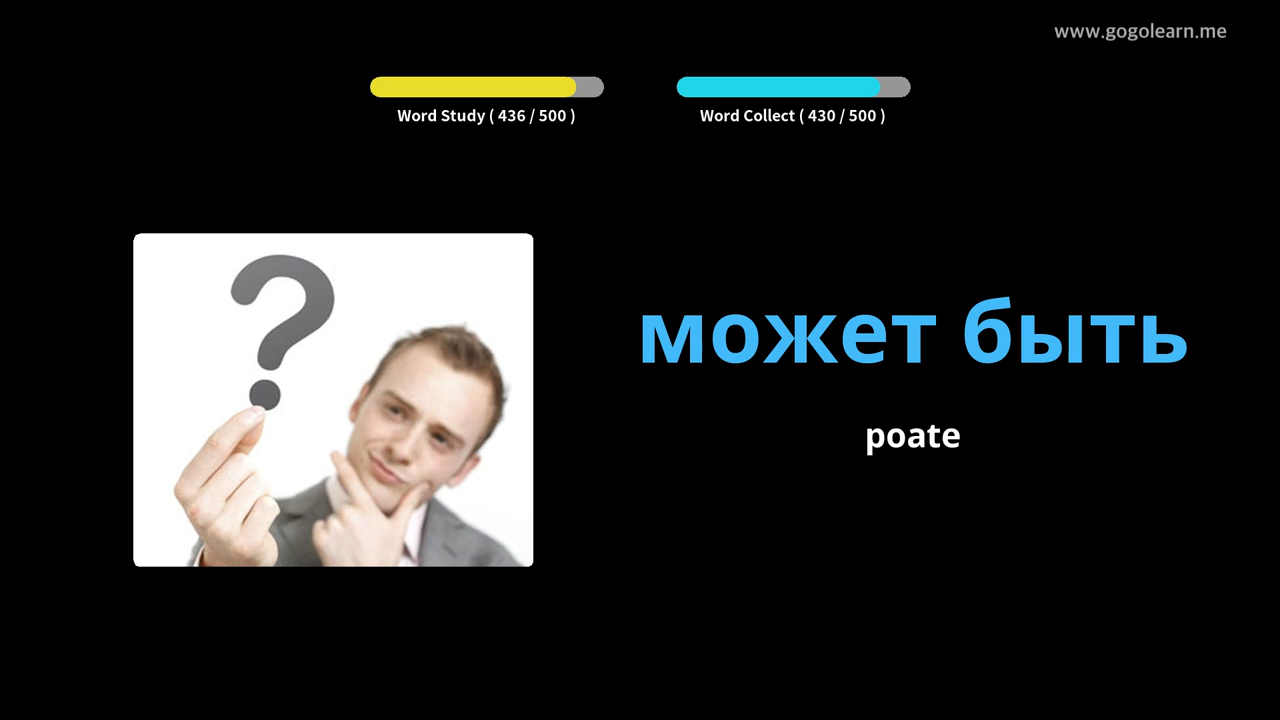 www.gogolearn.me
Word Study ( 436 / 500 )
Word Collect ( 430 / 500 )
?
может быть
poate